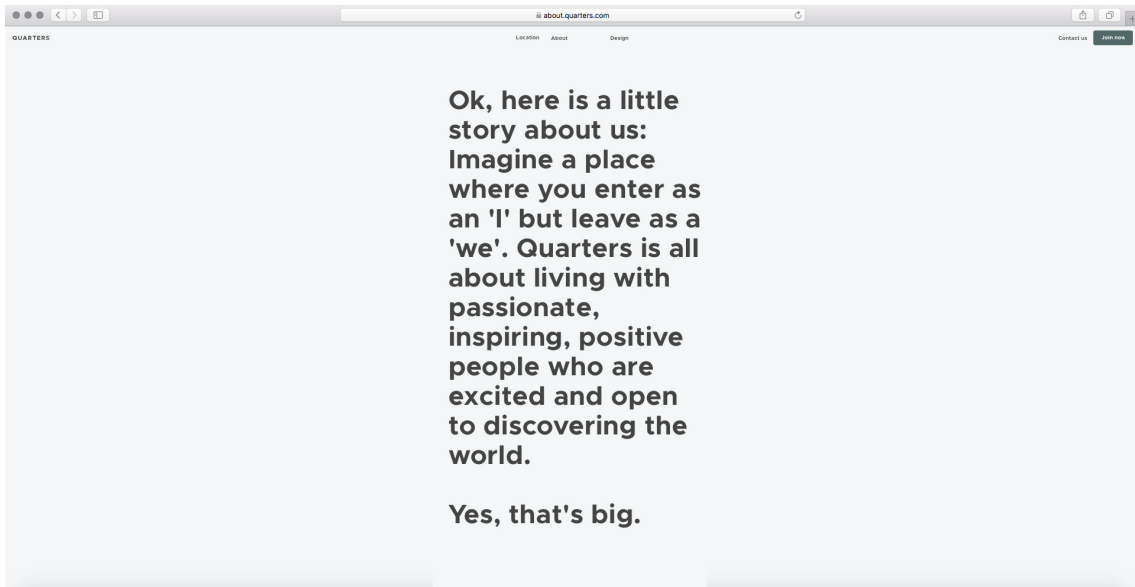 about.quarters.com
QUARTERS
Location About Design
Contact us Join now
Ok, here is a little
story about us:
Imagine a place
where you enter as
an 'I' but leave as a
'we'. Quarters is all
about living with
passionate,
inspiring, positive
people who are
excited and open
to discovering the
world.
Yes, that's big.